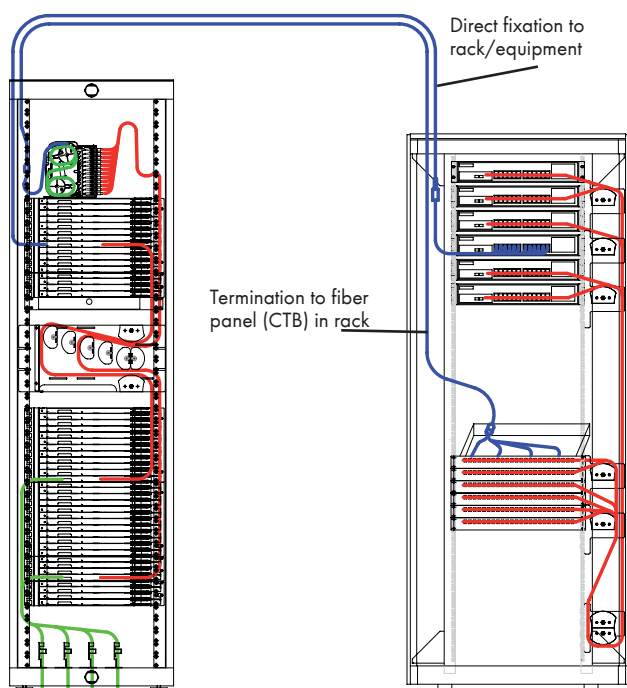 Direct fixation to
rack/equipment
Termination to fiber
panel (CTB) in rack